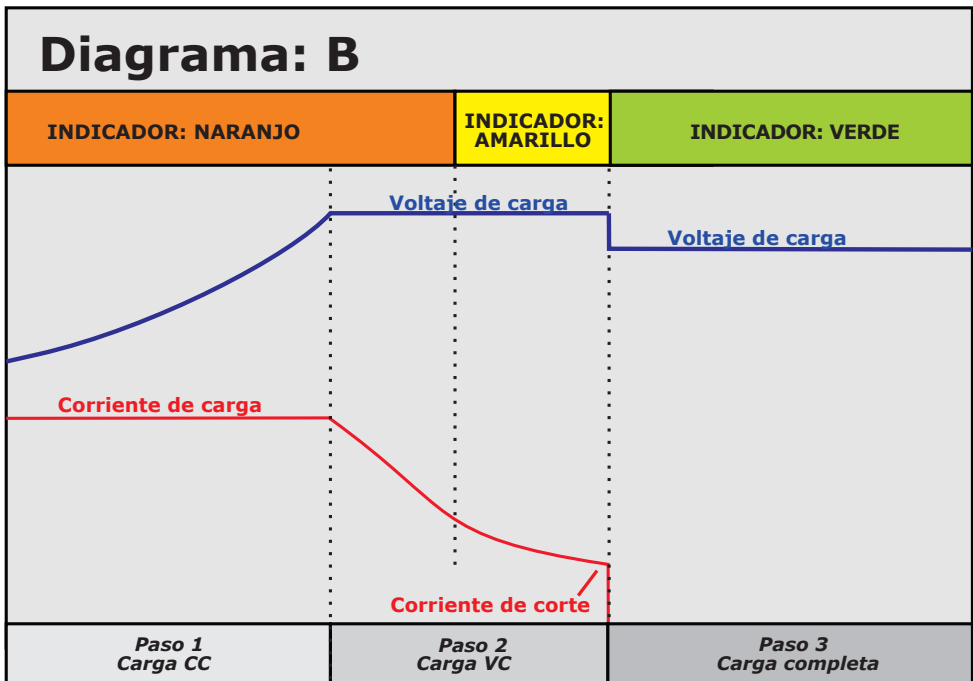 Diagrama: B
INDICADOR: NARANJO
INDICADOR:
AMARILLO
INDICADOR: VERDE
Voltaje de carga
Voltaje de carga
Corriente de carga
Corriente de corte
Paso 1
Carga CC
Paso 2
Carga VC
Paso 3
Carga completa